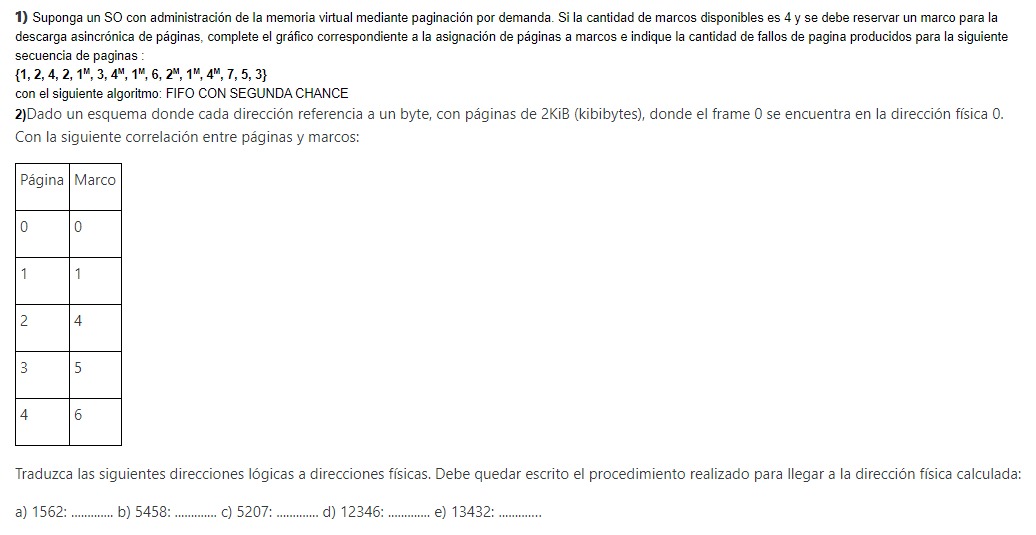 1) Suponga un SO con administración de la memoria virtual mediante paginación por demanda. Si la cantidad de marcos disponibles es 4 y se debe reservar un marco para la
descarga asincrónica de páginas, complete el gráfico correspondiente a la asignación de páginas a marcos e indique la cantidad de fallos de pagina producidos para la siguiente
secuencia de paginas :
{1, 2, 4, 2, 1ᴹ, 3, 4ᴹ, 1ᴹ, 6, 2ᴹ, 1ᴹ, 4ᴹ, 7, 5, 3}
con el siguiente algoritmo: FIFO CON SEGUNDA CHANCE
2)Dado un esquema donde cada dirección referencia a un byte, con páginas de 2KiB (kibibytes), donde el frame 0 se encuentra en la dirección física 0.
Con la siguiente correlación entre páginas y marcos:
Página Marco
0 0
1 1
2 4
3 5
4 6
Traduzca las siguientes direcciones lógicas a direcciones físicas. Debe quedar escrito el procedimiento realizado para llegar a la dirección física calculada:
a) 1562: ............. b) 5458: ............. c) 5207: ............. d) 12346: ............. e) 13432: .............